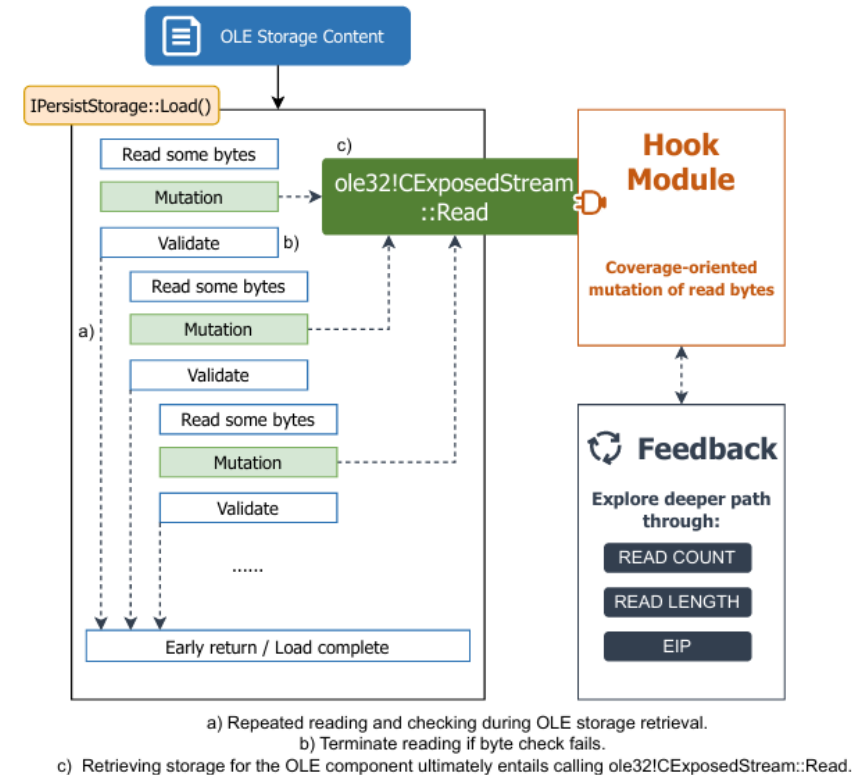 OLE Storage Content
IPersistStorage::Load()
Read some bytes
c)
Mutation
ole32!CExposedStream
::Read
Validate
b)
Read some bytes
a)
Mutation
Validate
Read some bytes
Mutation
Validate
......
Early return / Load complete
Hook
Module
Coverage-oriented
mutation of read bytes
Feedback
Explore deeper path
through:
READ COUNT
READ LENGTH
EIP
a) Repeated reading and checking during OLE storage retrieval.
b) Terminate reading if byte check fails.
c) Retrieving storage for the OLE component ultimately entails calling ole32!CExposedStream::Read.